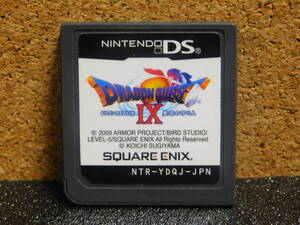 NINTENDO DS
DRAGON QUEST
IX
© 2009 ARMOR PROJECT/BIRD STUDIO/
LEVEL-5/SQUARE ENIX All Rights Reserved.
© KOICHI SUGIYAMA
SQUARE ENIX
NTR-YDQJ-JPN